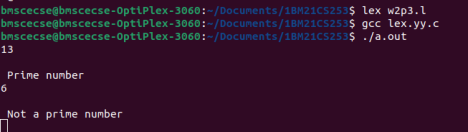 bmscecse@bmscecse-OptiPlex-3060:~/Documents/1BM21CS253$ lex w2p3.l
bmscecse@bmscecse-OptiPlex-3060:~/Documents/1BM21CS253$ gcc lex.yy.c
bmscecse@bmscecse-OptiPlex-3060:~/Documents/1BM21CS253$ ./a.out
13
Prime number
6
Not a prime number